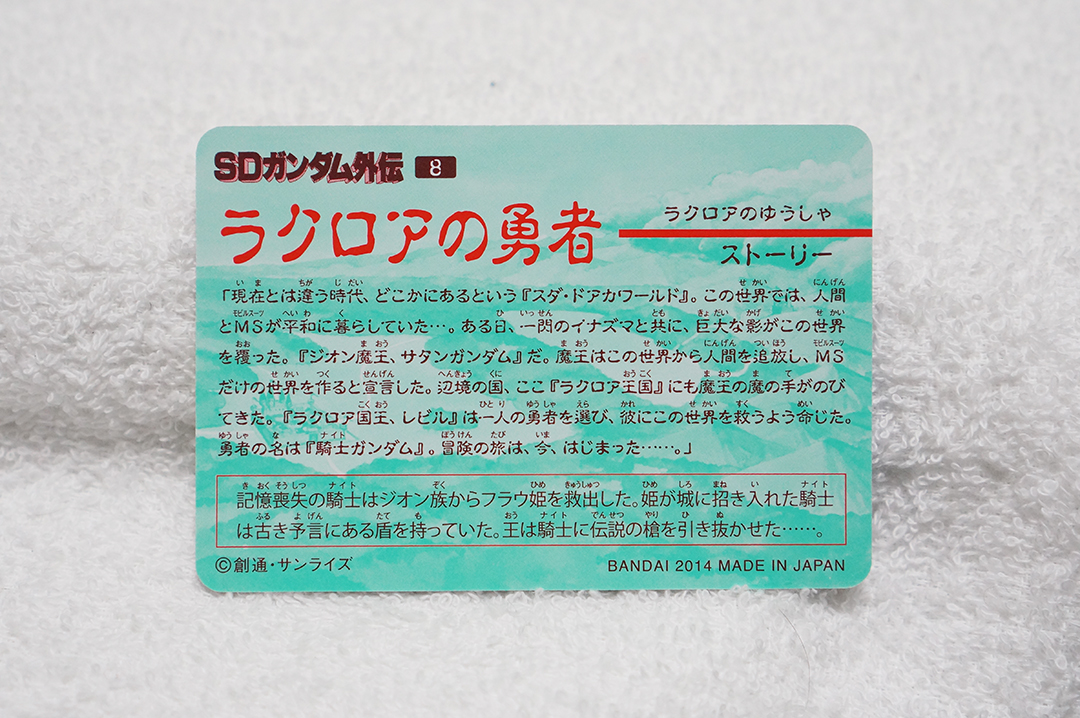 SDガンダム外伝 8
ラクロアの勇者
ラクロアのゆうしゃ
ストーリー
「現在とは違う時代、どこかにあるという『スダ・ドアカワールド』。この世界では、人間
とMSが平和に暮らしていた…。ある日、一閃のイナズマと共に、巨大な影がこの世界
を覆った。『ジオン魔王、サタンガンダム』だ。魔王はこの世界から人間を追放し、MS
だけの世界を作ると宣言した。辺境の国、ここ『ラクロア王国』にも魔王の魔の手がのび
てきた。『ラクロア国王、レビル』は一人の勇者を選び、彼にこの世界を救うよう命じた。
勇者の名は『騎士ガンダム』。冒険の旅は、今、はじまった……。」
記憶喪失の騎士はジオン族からフラウ姫を救出した。姫が城に招き入れた騎士
は古き予言にある盾を持っていた。王は騎士に伝説の槍を引き抜かせた……。
©創通・サンライズ
BANDAI 2014 MADE IN JAPAN